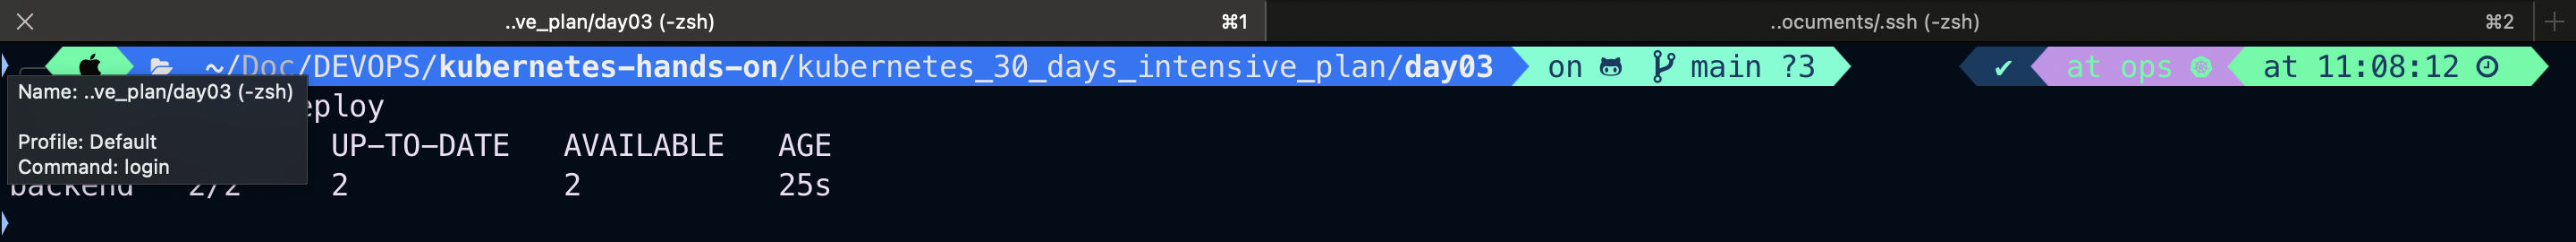 ..ve_plan/day03 (-zsh) ⌘1 ..ocuments/.ssh (-zsh) ⌘2
~/Doc/DEVOPS/kubernetes-hands-on/kubernetes_30_days_intensive_plan/day03 on main ?3 ✔ at ops at 11:08:12
Name: ..ve_plan/day03 (-zsh)
Profile: Default
Command: login
UP-TO-DATE AVAILABLE AGE
backend 2/2 2 2 25s